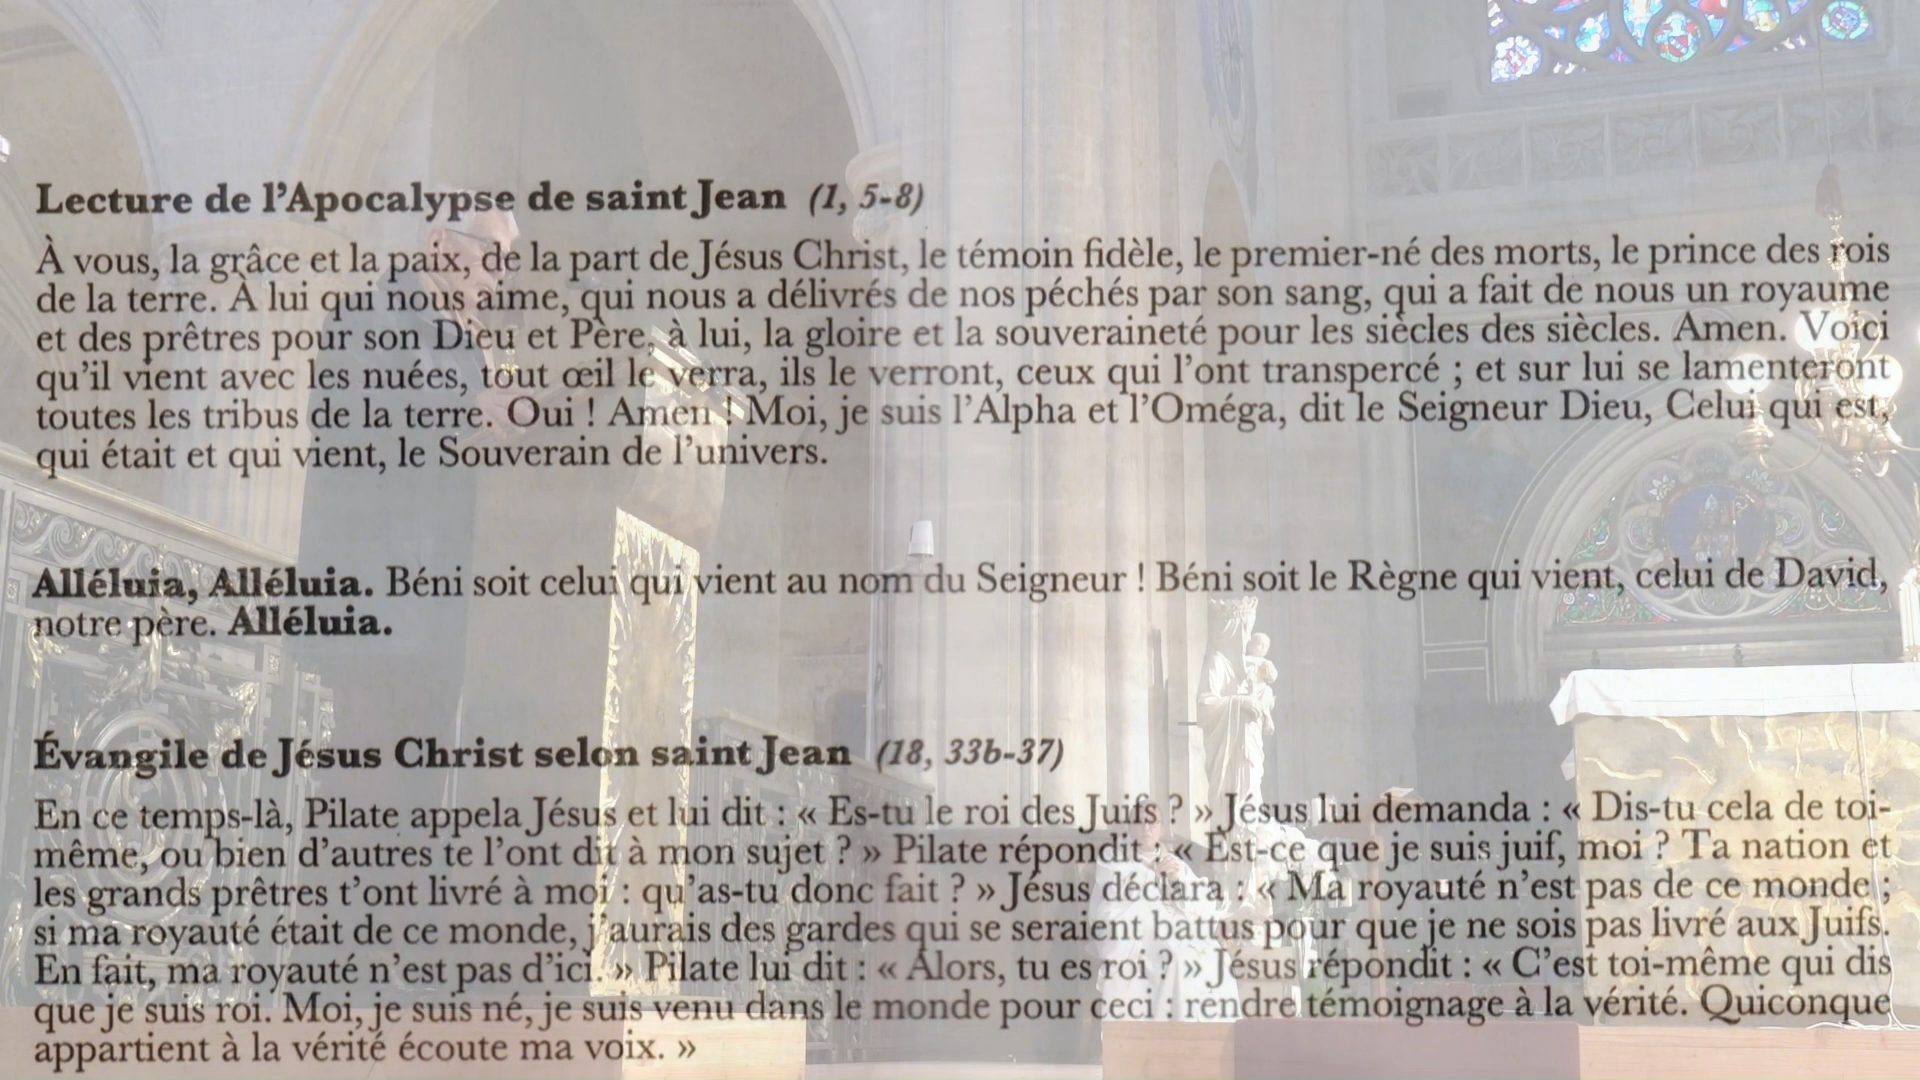 Lecture de l'Apocalypse de saint Jean (1, 5-8)
À vous, la grâce et la paix, de la part de Jésus Christ, le témoin fidèle, le premier-né des morts, le prince des rois
de la terre. À lui qui nous aime, qui nous a délivrés de nos péchés par son sang, qui a fait de nous un royaume
et des prêtres pour son Dieu et Père, à lui, la gloire et la souveraineté pour les siècles des siècles. Amen. Voici
qu'il vient avec les nuées, tout œil le verra, ils le verront, ceux qui l'ont transpercé ; et sur lui se lamenteront
toutes les tribus de la terre. Oui ! Amen ! Moi, je suis l'Alpha et l'Oméga, dit le Seigneur Dieu, Celui qui est,
qui était et qui vient, le Souverain de l'univers.
Alléluia, Alléluia. Béni soit celui qui vient au nom du Seigneur ! Béni soit le Règne qui vient, celui de David,
notre père. Alléluia.
Évangile de Jésus Christ selon saint Jean (18, 33b-37)
En ce temps-là, Pilate appela Jésus et lui dit : « Es-tu le roi des Juifs ? » Jésus lui demanda : « Dis-tu cela de toi-
même, ou bien d'autres te l'ont dit à mon sujet ? » Pilate répondit : « Est-ce que je suis juif, moi ? Ta nation et
les grands prêtres t'ont livré à moi : qu'as-tu donc fait ? » Jésus déclara : « Ma royauté n'est pas de ce monde ;
si ma royauté était de ce monde, j'aurais des gardes qui se seraient battus pour que je ne sois pas livré aux Juifs.
En fait, ma royauté n'est pas d'ici. » Pilate lui dit : « Alors, tu es roi ? » Jésus répondit : « C'est toi-même qui dis
que je suis roi. Moi, je suis né, je suis venu dans le monde pour ceci : rendre témoignage à la vérité. Quiconque
appartient à la vérité écoute ma voix. »